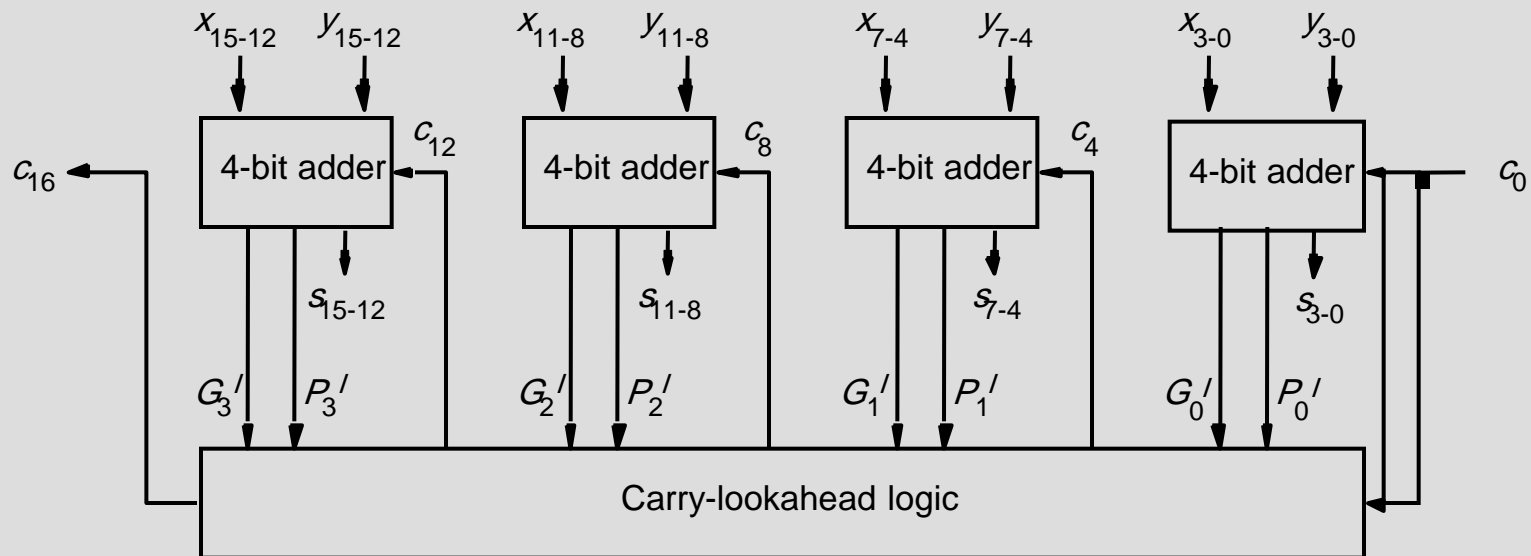 x15-12 y15-12 x11-8 y11-8 x7-4 y7-4 x3-0 y3-0
c12 c8 c4
c16 4-bit adder 4-bit adder 4-bit adder 4-bit adder c0
s15-12 s11-8 s7-4 s3-0
G3′ P3′ G2′ P2′ G1′ P1′ G0′ P0′
Carry-lookahead logic